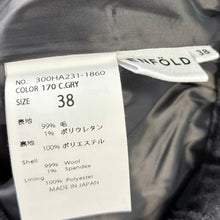 NO. 300HA231-1860
COLOR 170 C.GRY
SIZE
38
表地
99% 毛
1% ポリウレタン
裏地
100% ポリエステル
Shell
99% Wool
1% Spandex
100% Polyester
MADE IN JAPAN
ENFÖLD
38